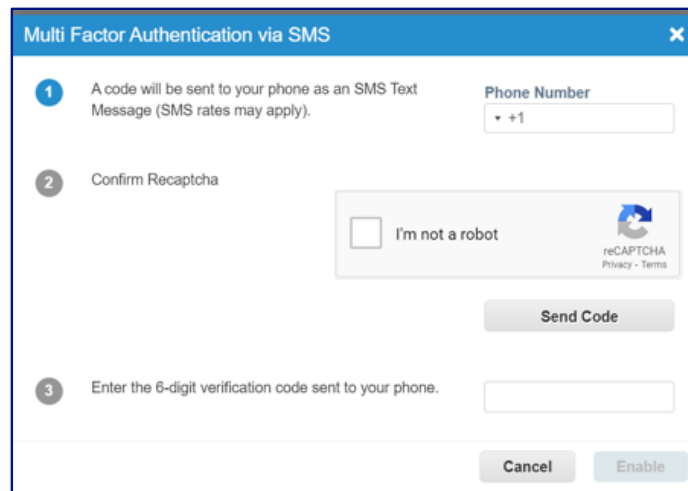 Multi Factor Authentication via SMS
1
A code will be sent to your phone as an SMS Text
Message (SMS rates may apply).
Phone Number
+1
2
Confirm Recaptcha
I'm not a robot
reCAPTCHA
Privacy - Terms
Send Code
3
Enter the 6-digit verification code sent to your phone.
Cancel
Enable